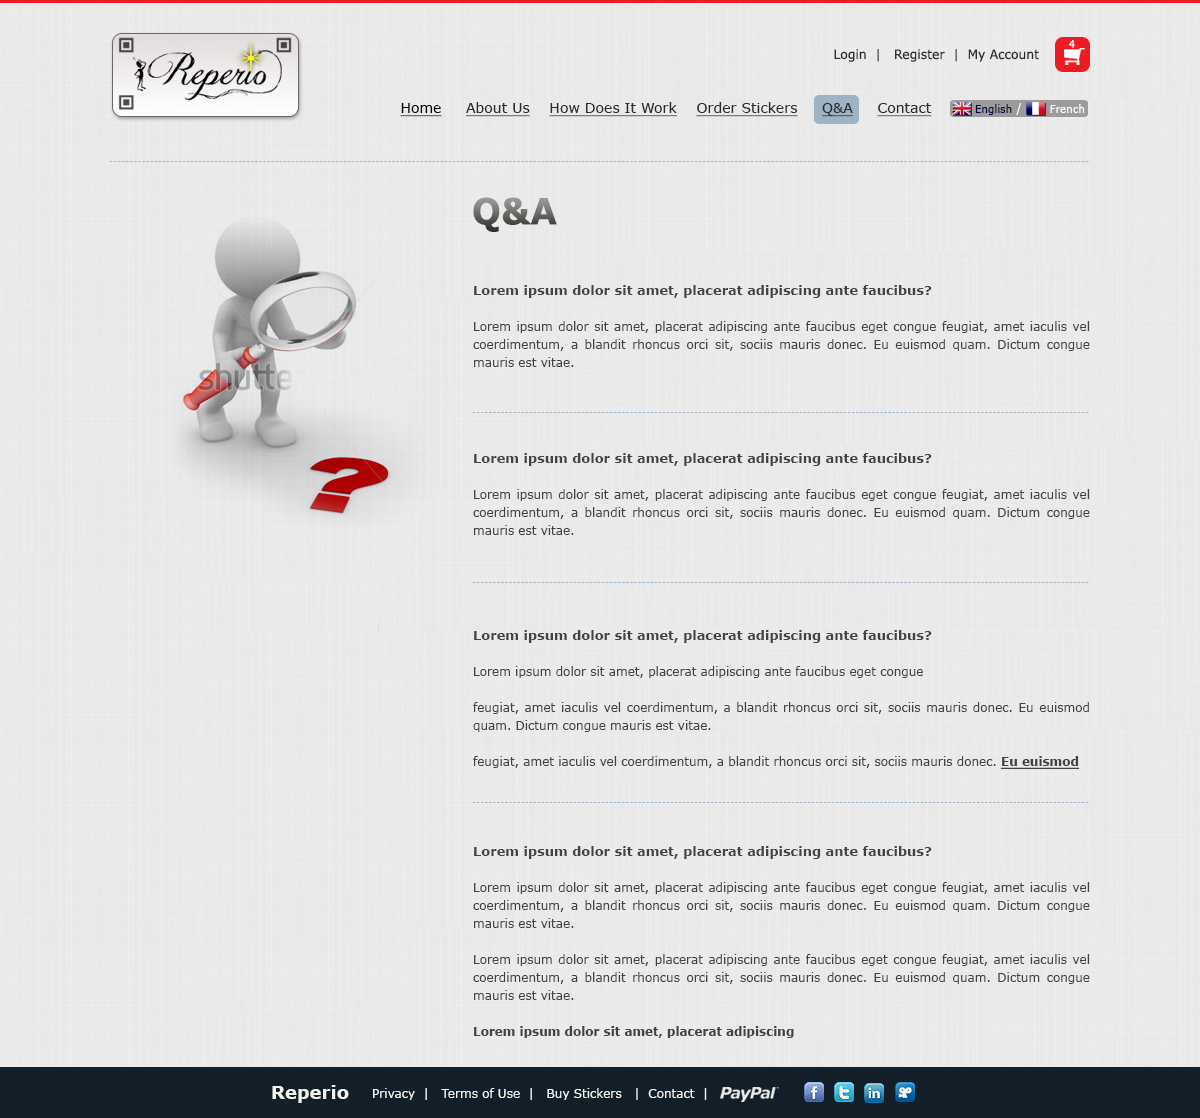 Reperio
Login | Register | My Account
4
Home About Us How Does It Work Order Stickers Q&A Contact English / French
Q&A
shutte
?
Lorem ipsum dolor sit amet, placerat adipiscing ante faucibus?
Lorem ipsum dolor sit amet, placerat adipiscing ante faucibus eget congue feugiat, amet iaculis vel
coerdimentum, a blandit rhoncus orci sit, sociis mauris donec. Eu euismod quam. Dictum congue
mauris est vitae.
Lorem ipsum dolor sit amet, placerat adipiscing ante faucibus?
Lorem ipsum dolor sit amet, placerat adipiscing ante faucibus eget congue feugiat, amet iaculis vel
coerdimentum, a blandit rhoncus orci sit, sociis mauris donec. Eu euismod quam. Dictum congue
mauris est vitae.
Lorem ipsum dolor sit amet, placerat adipiscing ante faucibus?
Lorem ipsum dolor sit amet, placerat adipiscing ante faucibus eget congue
feugiat, amet iaculis vel coerdimentum, a blandit rhoncus orci sit, sociis mauris donec. Eu euismod
quam. Dictum congue mauris est vitae.
feugiat, amet iaculis vel coerdimentum, a blandit rhoncus orci sit, sociis mauris donec. Eu euismod
Lorem ipsum dolor sit amet, placerat adipiscing ante faucibus?
Lorem ipsum dolor sit amet, placerat adipiscing ante faucibus eget congue feugiat, amet iaculis vel
coerdimentum, a blandit rhoncus orci sit, sociis mauris donec. Eu euismod quam. Dictum congue
mauris est vitae.
Lorem ipsum dolor sit amet, placerat adipiscing ante faucibus eget congue feugiat, amet iaculis vel
coerdimentum, a blandit rhoncus orci sit, sociis mauris donec. Eu euismod quam. Dictum congue
mauris est vitae.
Lorem ipsum dolor sit amet, placerat adipiscing
Reperio Privacy | Terms of Use | Buy Stickers | Contact | PayPal f t in